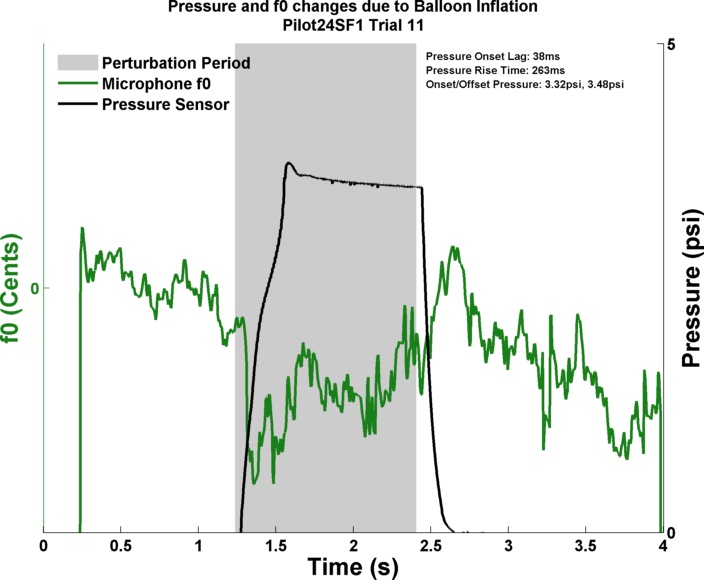 Pressure and f0 changes due to Balloon Inflation
Pilot24SF1 Trial 11
5
Perturbation Period
Microphone f0
Pressure Sensor
Pressure Onset Lag: 38ms
Pressure Rise Time: 263ms
Onset/Offset Pressure: 3.32psi, 3.48psi
f0 (Cents)
0
Pressure (psi)
0
0
0.5
1
1.5
2
2.5
3
3.5
4
Time (s)